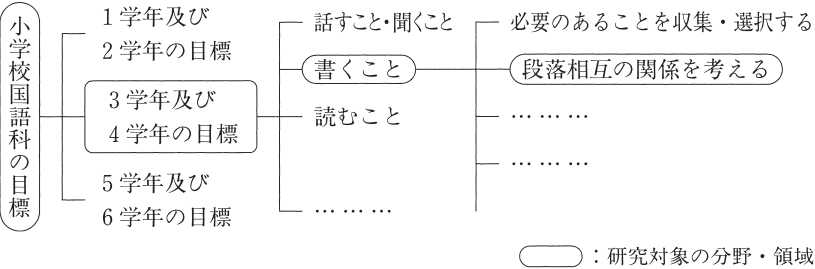 小学校国語科の目標
1学年及び
2学年の目標
3学年及び
4学年の目標
5学年及び
6学年の目標
話すこと・聞くこと
書くこと
読むこと
………
必要のあることを収集・選択する
段落相互の関係を考える
………
………
：研究対象の分野・領域